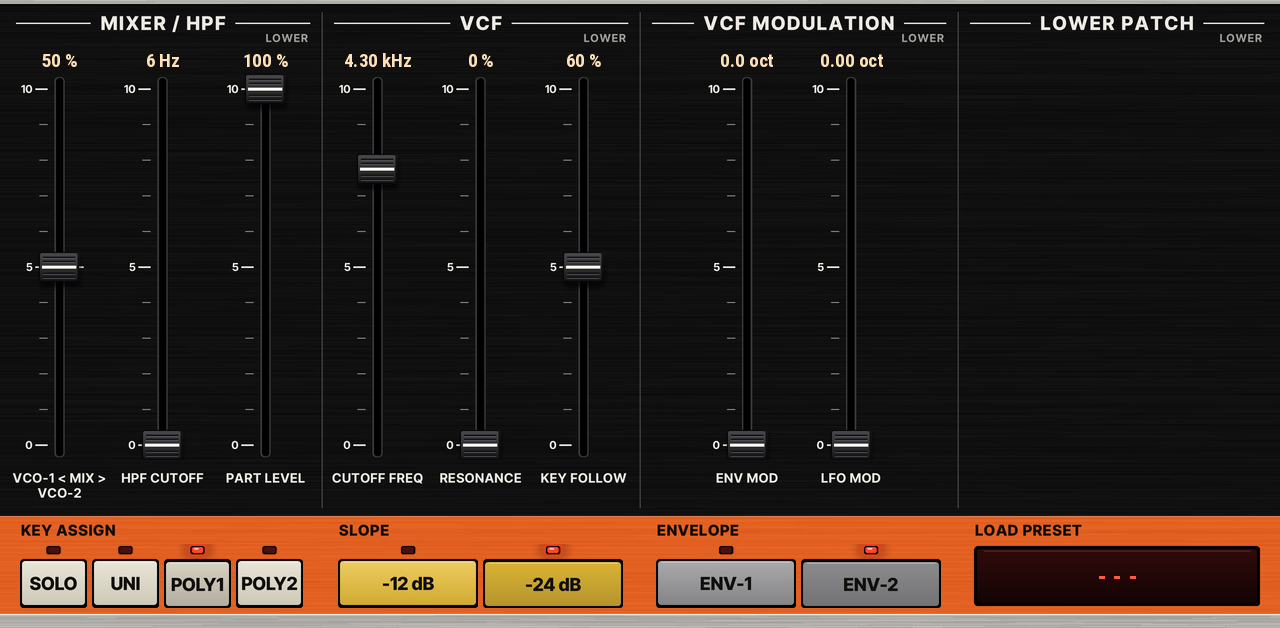 MIXER / HPF
VCF
VCF MODULATION
LOWER PATCH
LOWER
LOWER
LOWER
LOWER
50 %
6 Hz
100 %
4.30 kHz
0 %
60 %
0.0 oct
0.00 oct
10
10
10
10
10
10
10
10
5
5
5
5
5
5
5
5
0
0
0
0
0
0
0
0
VCO-1 < MIX >
VCO-2
HPF CUTOFF
PART LEVEL
CUTOFF FREQ
RESONANCE
KEY FOLLOW
ENV MOD
LFO MOD
KEY ASSIGN
SLOPE
ENVELOPE
LOAD PRESET
SOLO
UNI
POLY1
POLY2
-12 dB
-24 dB
ENV-1
ENV-2
---